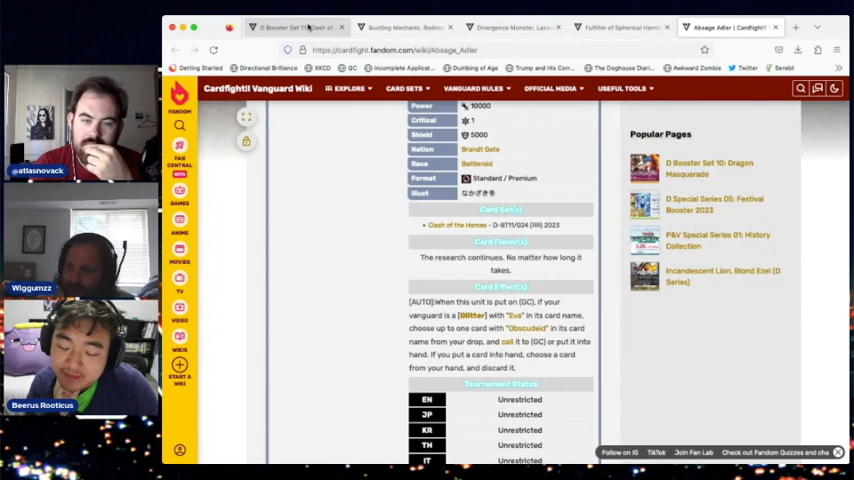 D Booster Set 11: Clash of
Bustling Mechanic, Rodney
Divergence Monster, Lazar
Fulfiller of Spherical Harm
Absage Adler | Cardfight!!
https://cardfight.fandom.com/wiki/Absage_Adler
Getting Started
Directional Brilliance
XKCD
QC
Incomplete Applicat...
Dumbing of Age
Trump and His Corr...
The Doghouse Diari...
Awkward Zombie
Twitter
Serebii
FANDOM
Cardfight!! Vanguard Wiki
EXPLORE
CARD SETS
VANGUARD RULES
OFFICIAL MEDIA
USEFUL TOOLS
@atlasnovack
Wiggumzz
Beerus Rooticus
FAN
CENTRAL
BETA
GAMES
ANIME
MOVIES
TV
VIDEO
WIKIS
START A
WIKI
Power 10000
Critical 1
Shield 5000
Nation Brandt Gate
Race Battleroid
Format Standard / Premium
Illust なかざき冬
Card Set(s)
• Clash of the Heroes - D-BT11/024 (RR) 2023
Card Flavor(s)
The research continues. No matter how long it
takes.
Card Effect(s)
[AUTO]:When this unit is put on (GC), if your
vanguard is a [Glitter] with "Eva" in its card name,
choose up to one card with "Obscudeid" in its card
name from your drop, and call it to (GC) or put it into
hand. If you put a card into hand, choose a card
from your hand, and discard it.
Tournament Status
EN Unrestricted
JP Unrestricted
KR Unrestricted
TH Unrestricted
IT Unrestricted
Popular Pages
D Booster Set 10: Dragon
Masquerade
D Special Series 05: Festival
Booster 2023
P&V Special Series 01: History
Collection
Incandescent Lion, Blond Ezel (D
Series)
Follow on IG
TikTok
Join Fan Lab
Check out Fandom Quizzes and cha